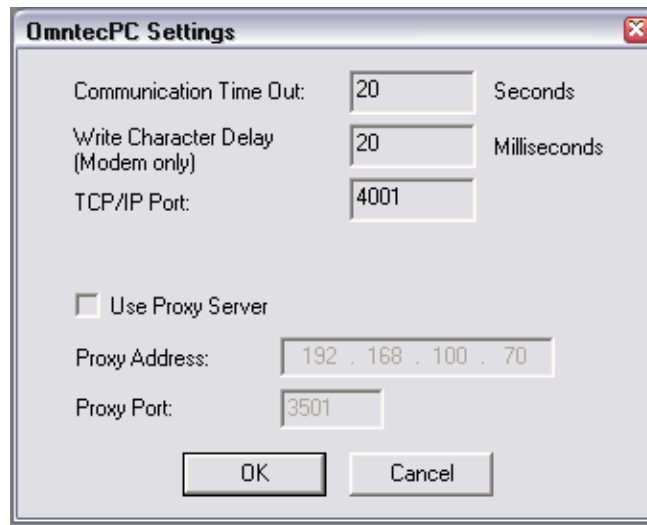 OmntecPC Settings
Communication Time Out: 20 Seconds
Write Character Delay
(Modem only) 20 Milliseconds
TCP/IP Port: 4001
Use Proxy Server
Proxy Address: 192 . 168 . 100 . 70
Proxy Port: 3501
OK Cancel